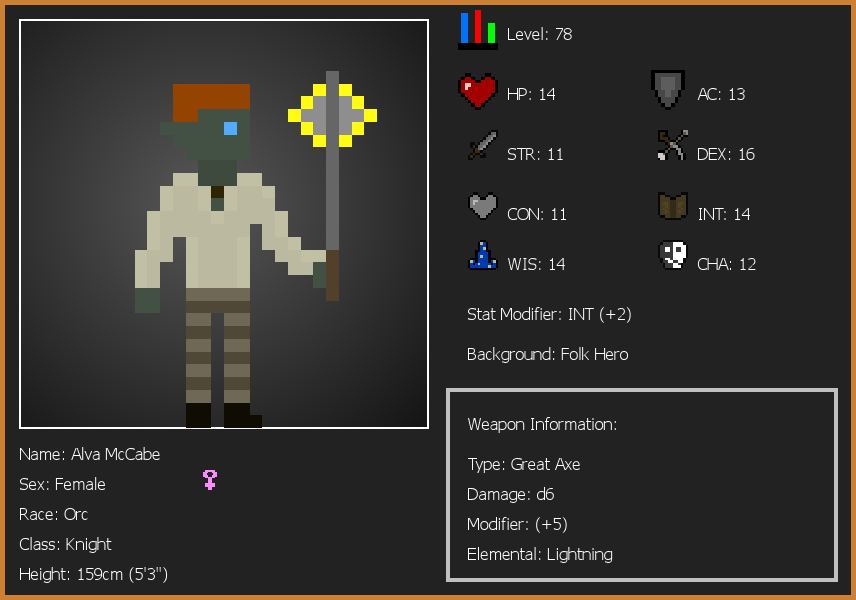 Level: 78
HP: 14
AC: 13
STR: 11
DEX: 16
CON: 11
INT: 14
WIS: 14
CHA: 12
Stat Modifier: INT (+2)
Background: Folk Hero
Weapon Information:
Type: Great Axe
Damage: d6
Modifier: (+5)
Elemental: Lightning
Name: Alva McCabe
Sex: Female
Race: Orc
Class: Knight
Height: 159cm (5'3")